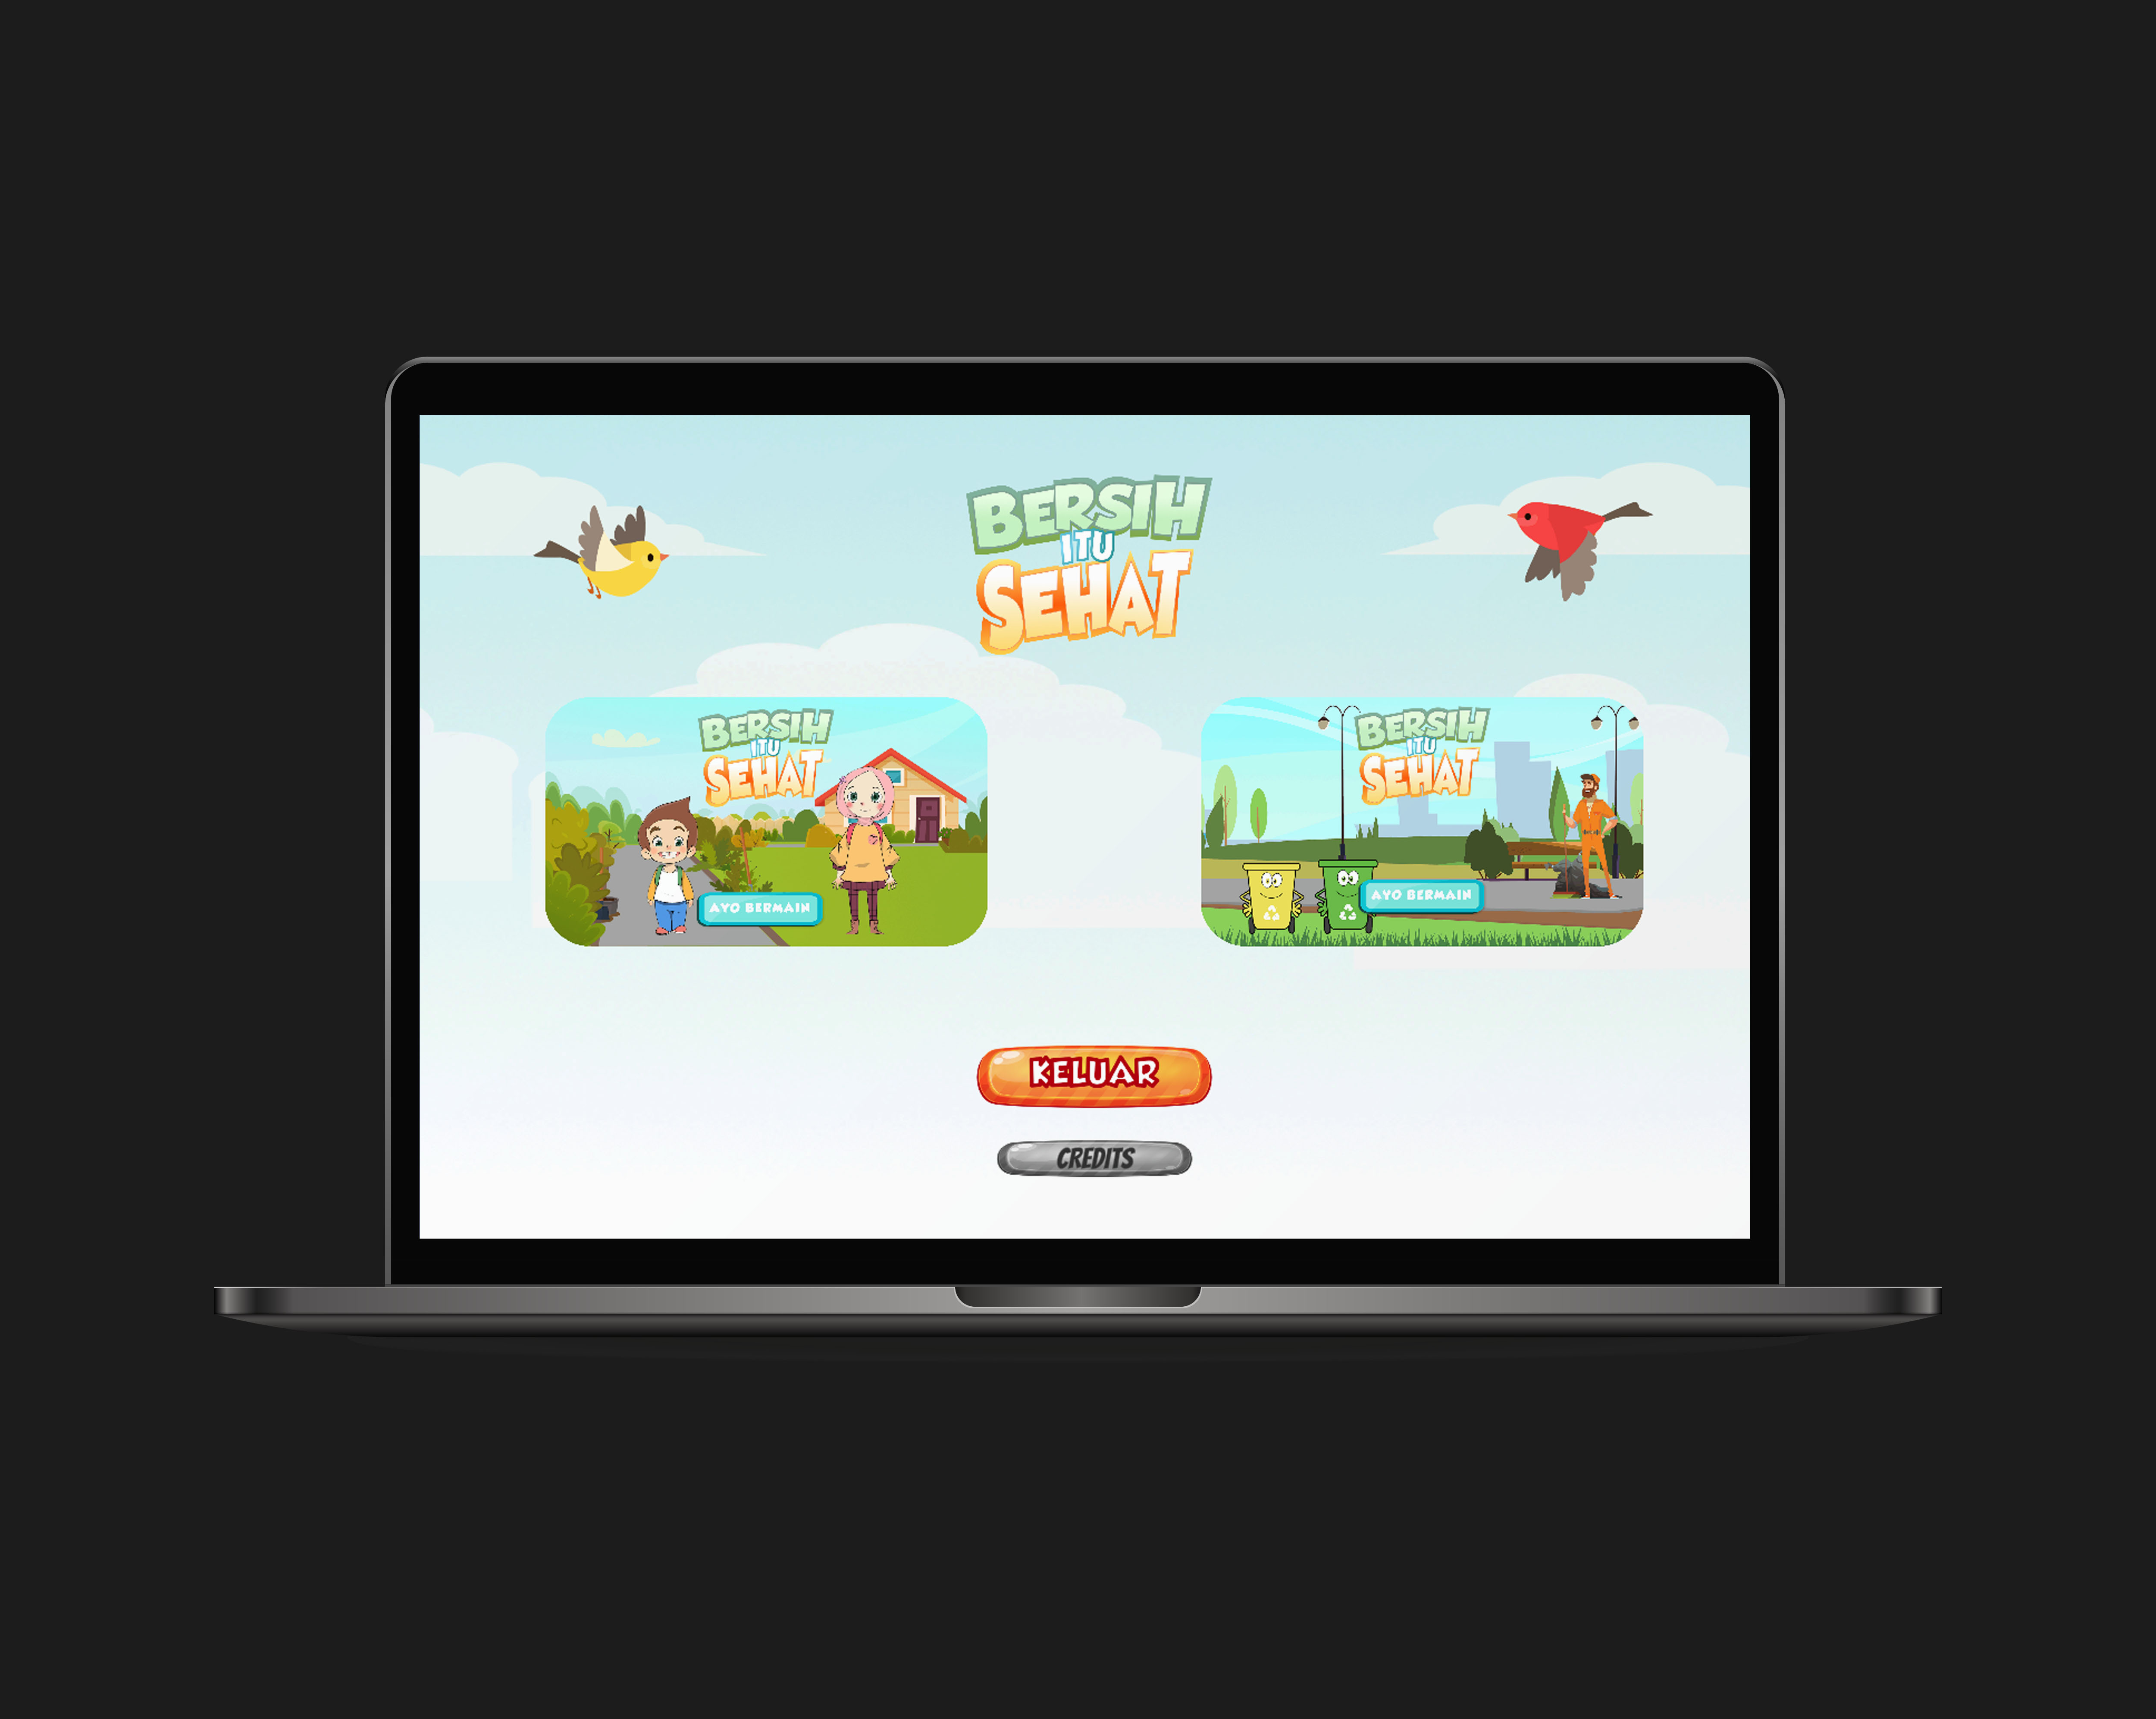 BERSIH
ITU
SEHAT
BERSIH
ITU
SEHAT
AYO BERMAIN
BERSIH
ITU
SEHAT
AYO BERMAIN
KELUAR
CREDITS